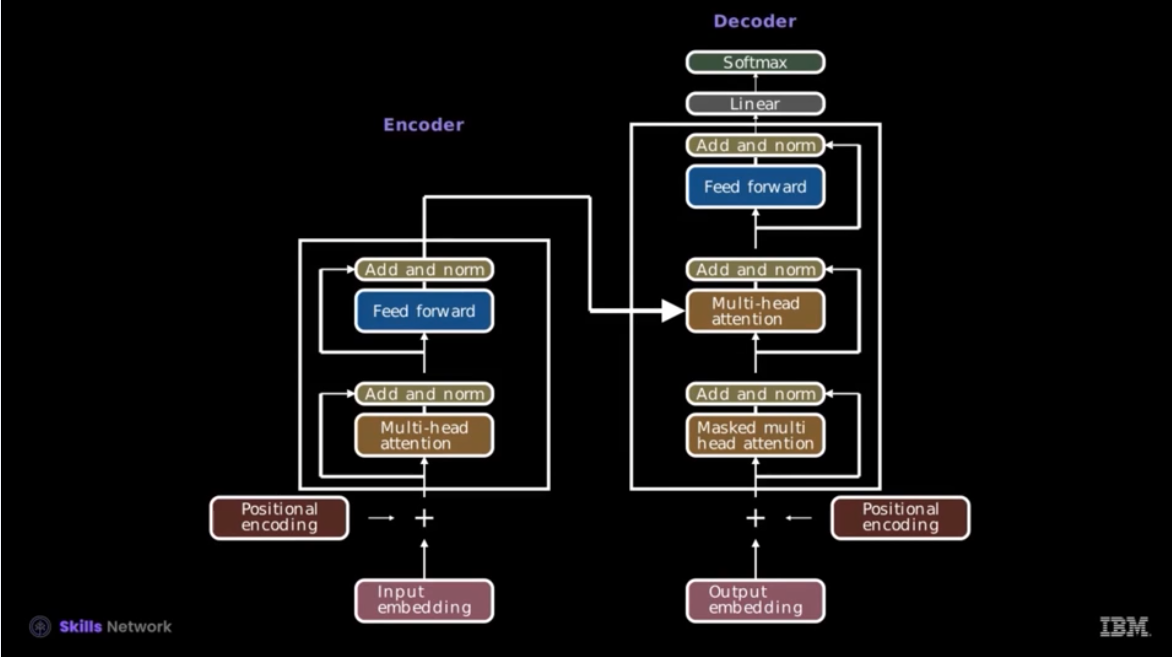 Decoder
Softmax
Linear
Add and norm
Feed forward
Add and norm
Multi-head
attention
Add and norm
Masked multi
head attention
Positional
encoding
+
Output
embedding
Encoder
Add and norm
Feed forward
Add and norm
Multi-head
attention
Positional
encoding
+
Input
embedding
Skills Network
IBM